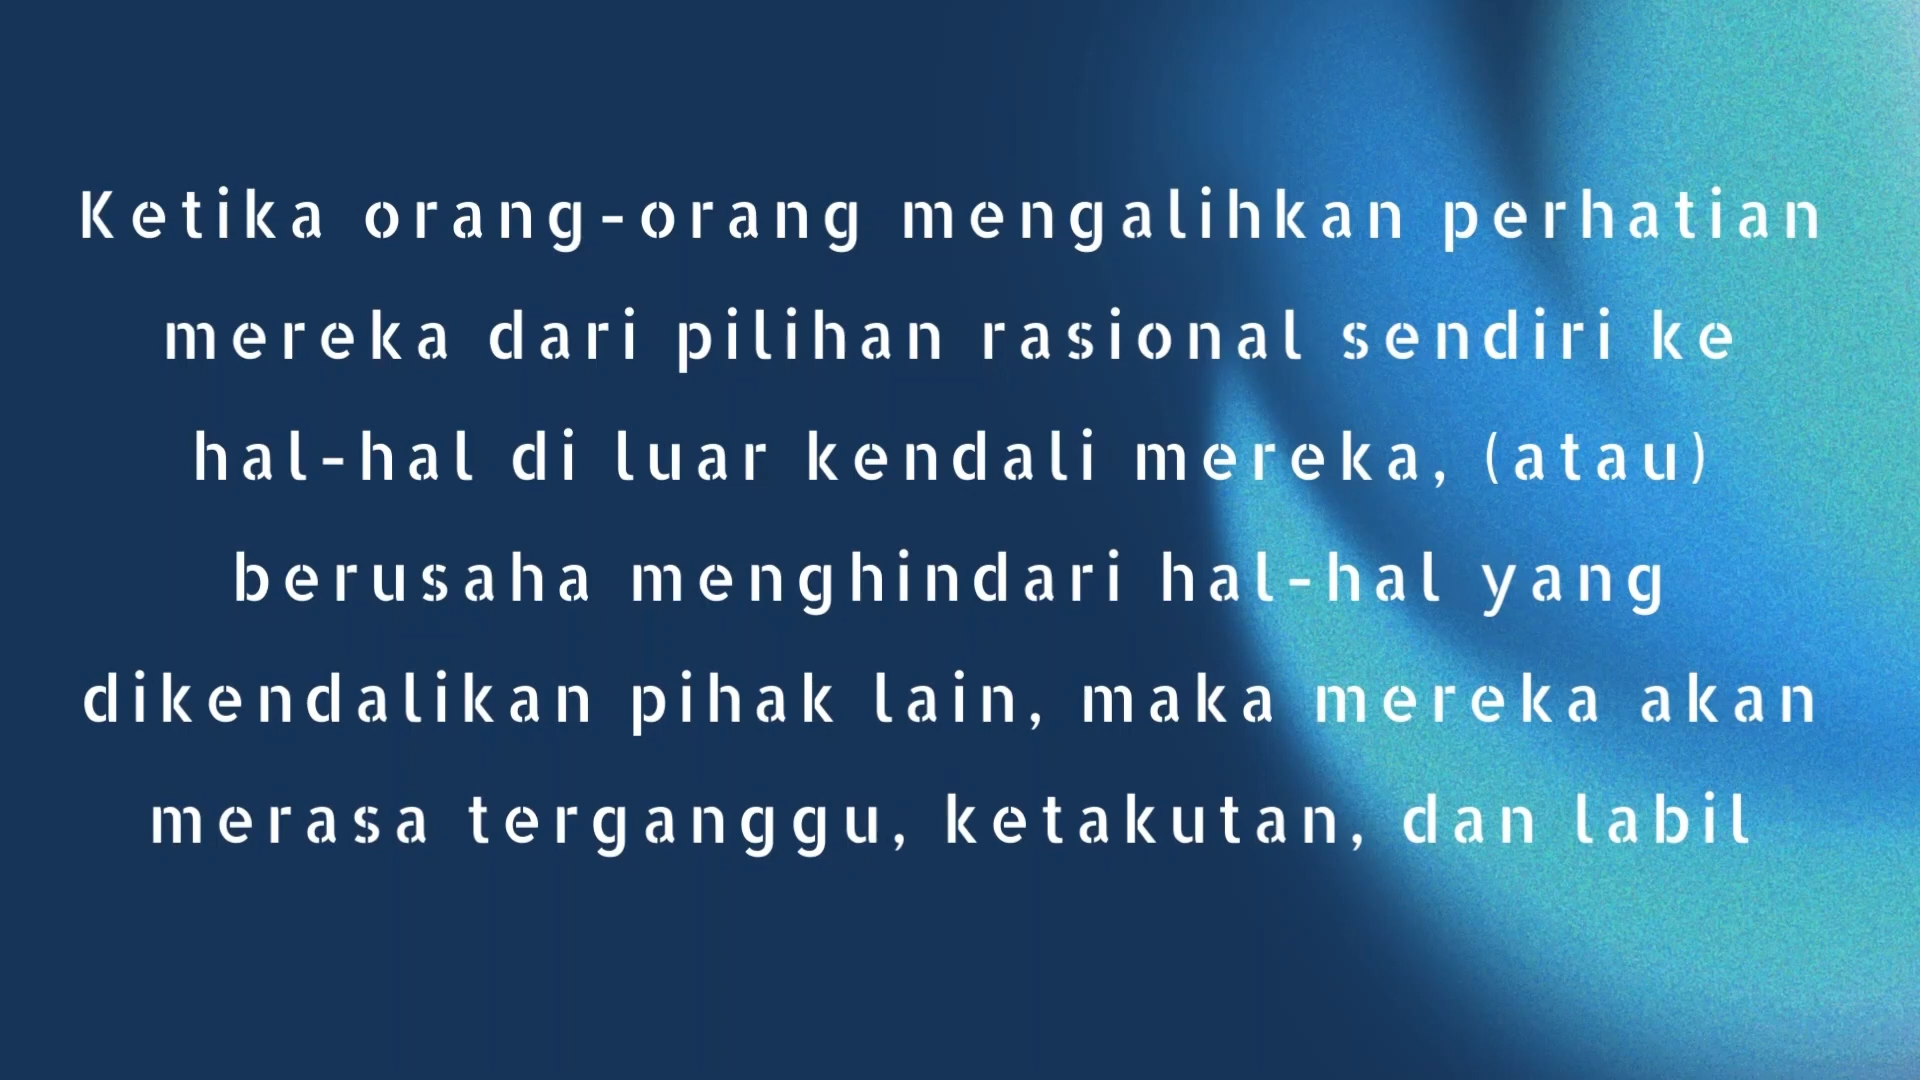 Ketika orang-orang mengalihkan perhatian
mereka dari pilihan rasional sendiri ke
hal-hal di luar kendali mereka, (atau)
berusaha menghindari hal-hal yang
dikendalikan pihak lain, maka mereka akan
merasa terganggu, ketakutan, dan labil